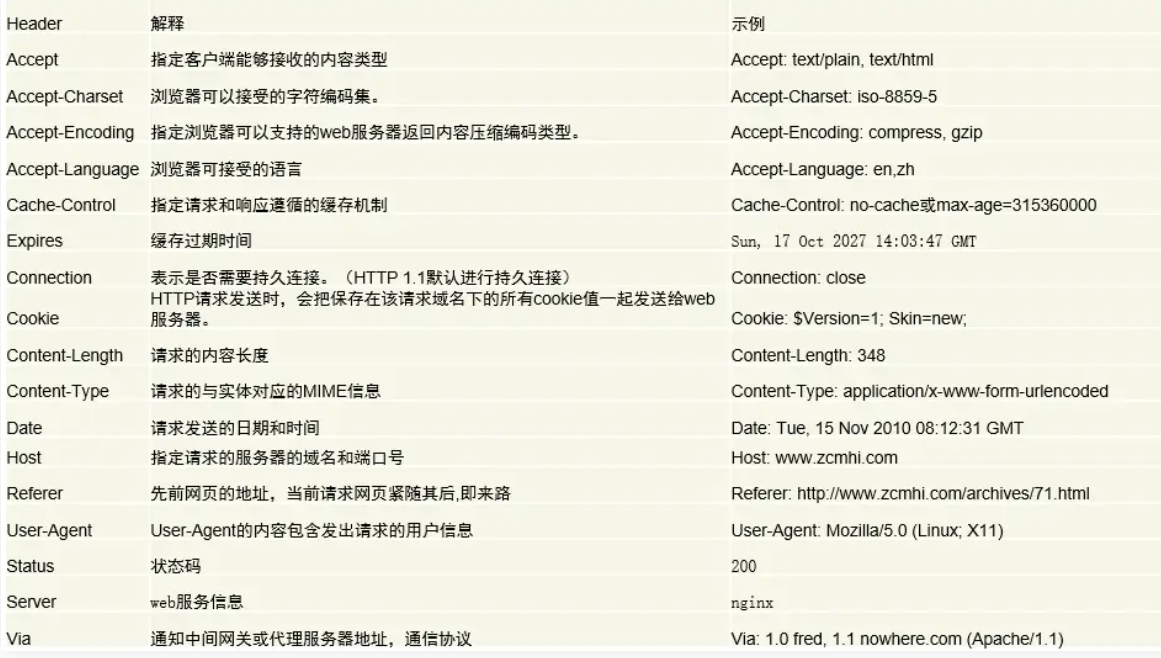 Header 解释 示例
Accept 指定客户端能够接收的内容类型 Accept: text/plain, text/html
Accept-Charset 浏览器可以接受的字符编码集。 Accept-Charset: iso-8859-5
Accept-Encoding 指定浏览器可以支持的web服务器返回内容压缩编码类型。 Accept-Encoding: compress, gzip
Accept-Language 浏览器可接受的语言 Accept-Language: en,zh
Cache-Control 指定请求和响应遵循的缓存机制 Cache-Control: no-cache或max-age=315360000
Expires 缓存过期时间 Sun, 17 Oct 2027 14:03:47 GMT
Connection 表示是否需要持久连接。（HTTP 1.1默认进行持久连接） Connection: close
HTTP请求发送时，会把保存在该请求域名下的所有cookie值一起发送给web
Cookie 服务器。 Cookie: $Version=1; Skin=new;
Content-Length 请求的内容长度 Content-Length: 348
Content-Type 请求的与实体对应的MIME信息 Content-Type: application/x-www-form-urlencoded
Date 请求发送的日期和时间 Date: Tue, 15 Nov 2010 08:12:31 GMT
Host 指定请求的服务器的域名和端口号 Host: www.zcmhi.com
Referer 先前网页的地址，当前请求网页紧随其后,即来路 Referer: http://www.zcmhi.com/archives/71.html
User-Agent User-Agent的内容包含发出请求的用户信息 User-Agent: Mozilla/5.0 (Linux; X11)
Status 状态码 200
Server web服务信息 nginx
Via 通知中间网关或代理服务器地址，通信协议 Via: 1.0 fred, 1.1 nowhere.com (Apache/1.1)